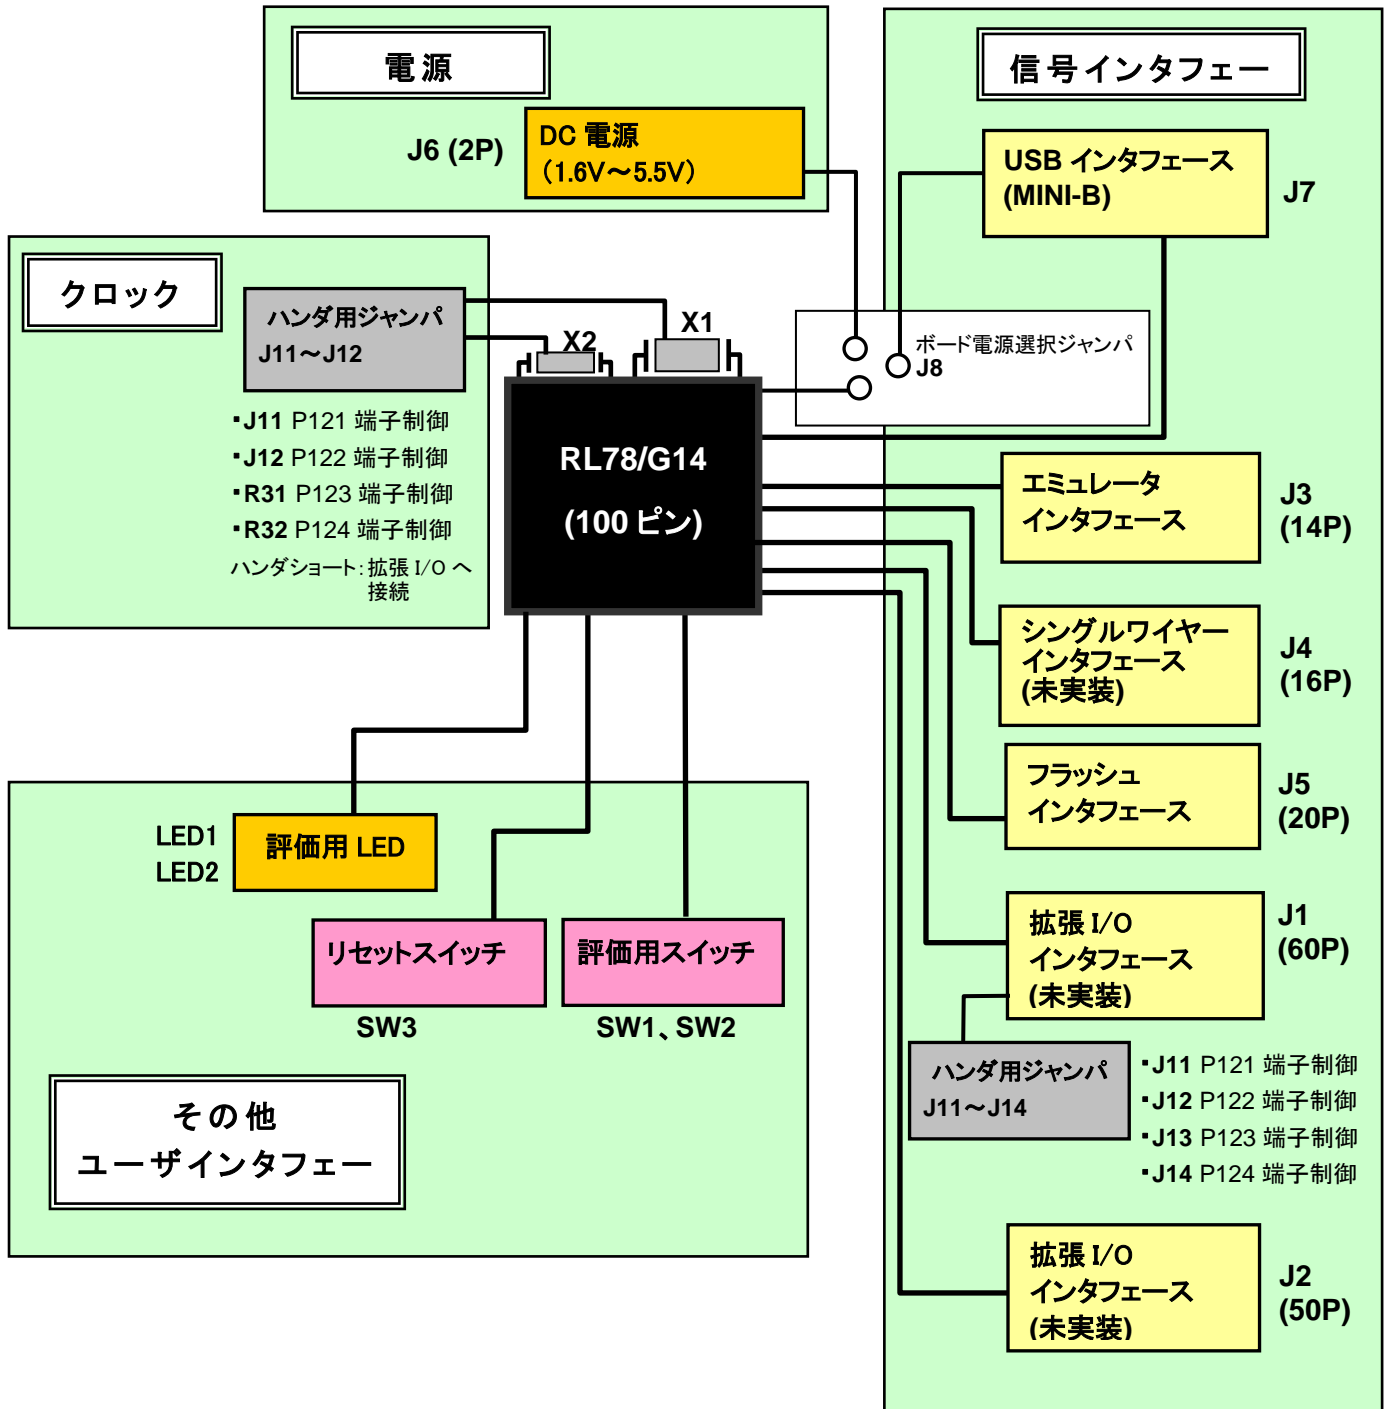 電源
J6 (2P)
DC 電源
(1.6V～5.5V)
信号インタフェー
USB インタフェース
(MINI-B)
J7
クロック
ハンダ用ジャンパ
J11～J12
X2
X1
ボード電源選択ジャンパ
J8
▪J11 P121 端子制御
▪J12 P122 端子制御
▪R31 P123 端子制御
▪R32 P124 端子制御
ハンダショート：拡張 I/O へ
接続
RL78/G14
(100 ピン)
エミュレータ
インタフェース
J3
(14P)
シングルワイヤー
インタフェース
(未実装)
J4
(16P)
フラッシュ
インタフェース
J5
(20P)
LED1
LED2
評価用 LED
リセットスイッチ
SW3
評価用スイッチ
SW1、SW2
拡張 I/O
インタフェース
(未実装)
J1
(60P)
ハンダ用ジャンパ
J11～J14
▪J11 P121 端子制御
▪J12 P122 端子制御
▪J13 P123 端子制御
▪J14 P124 端子制御
その他
ユーザインタフェー
拡張 I/O
インタフェース
(未実装)
J2
(50P)